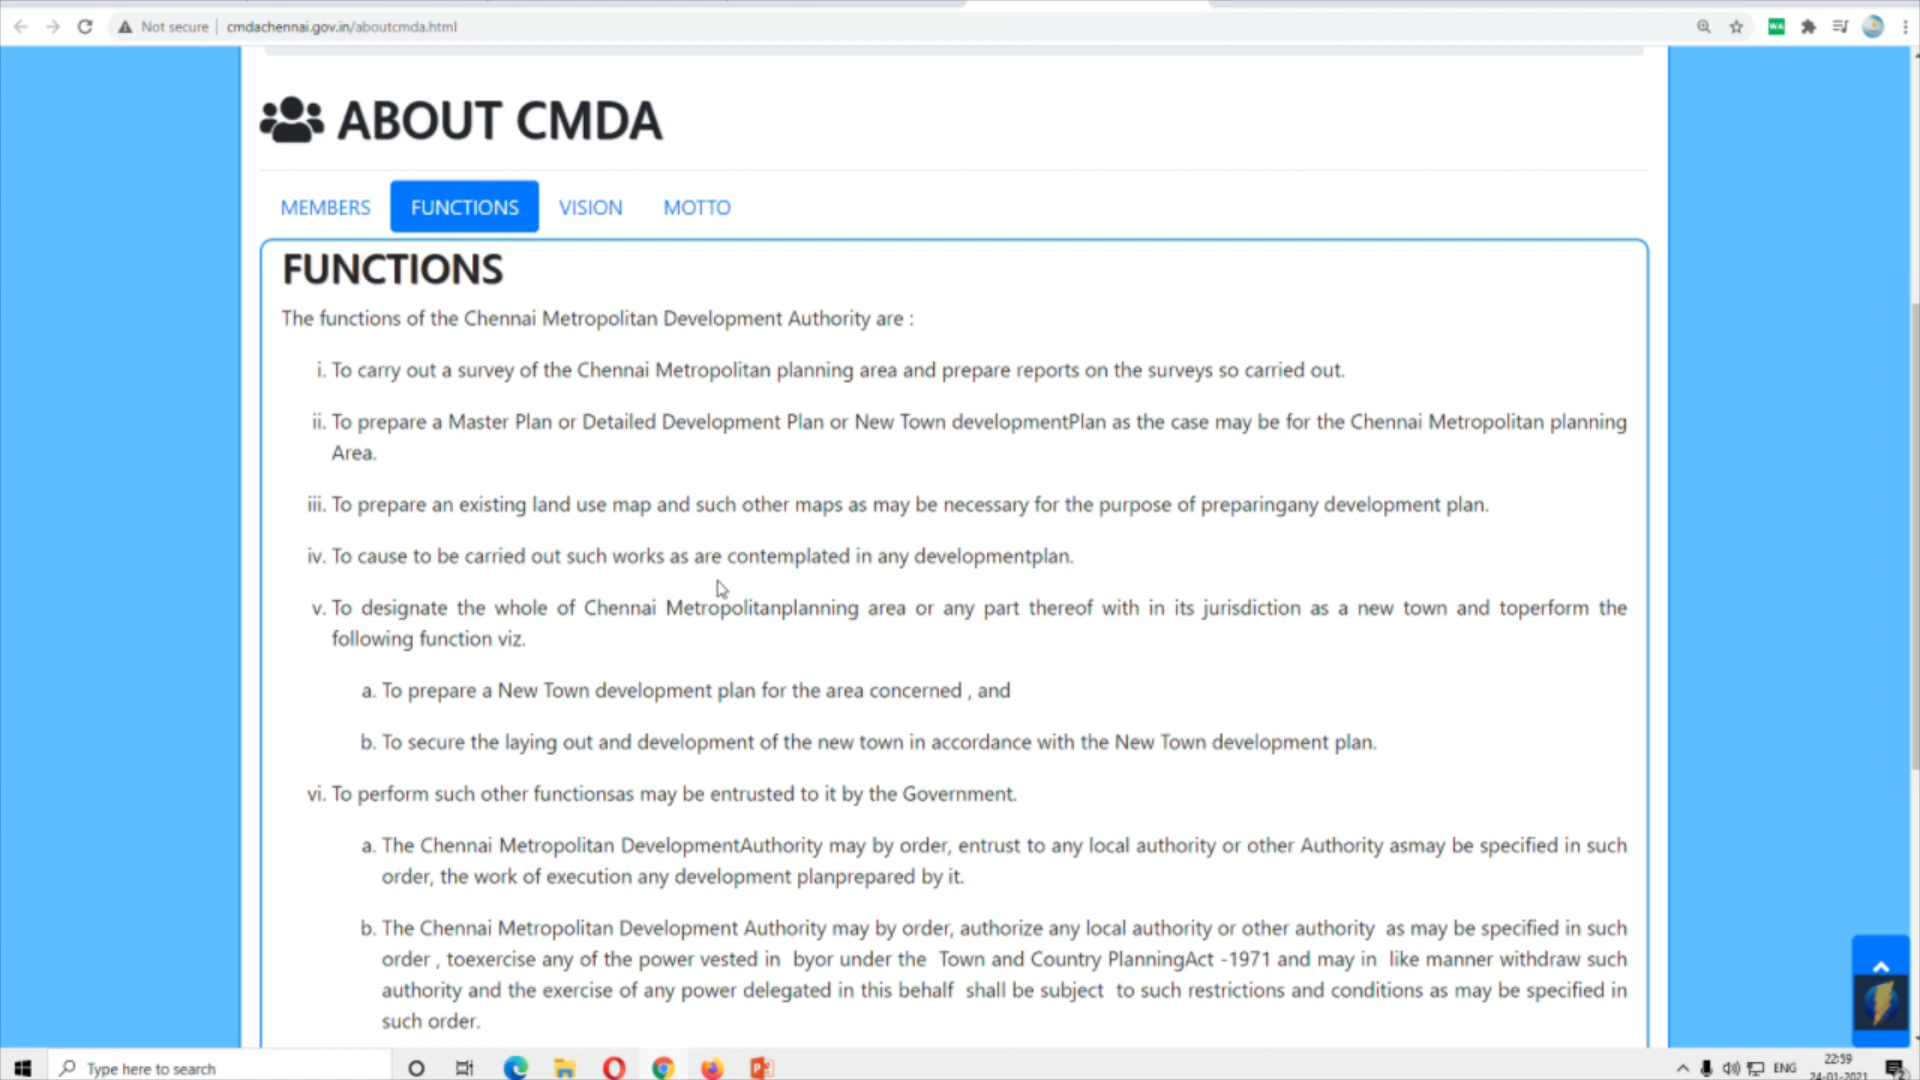 Not secure | cmdachennai.gov.in/aboutcmda.html
ABOUT CMDA
MEMBERS FUNCTIONS VISION MOTTO
FUNCTIONS
The functions of the Chennai Metropolitan Development Authority are :
i. To carry out a survey of the Chennai Metropolitan planning area and prepare reports on the surveys so carried out.
ii. To prepare a Master Plan or Detailed Development Plan or New Town developmentPlan as the case may be for the Chennai Metropolitan planning
Area.
iii. To prepare an existing land use map and such other maps as may be necessary for the purpose of preparingany development plan.
iv. To cause to be carried out such works as are contemplated in any developmentplan.
v. To designate the whole of Chennai Metropolitanplanning area or any part thereof with in its jurisdiction as a new town and toperform the
following function viz.
a. To prepare a New Town development plan for the area concerned , and
b. To secure the laying out and development of the new town in accordance with the New Town development plan.
vi. To perform such other functionsas may be entrusted to it by the Government.
a. The Chennai Metropolitan DevelopmentAuthority may by order, entrust to any local authority or other Authority asmay be specified in such
order, the work of execution any development planprepared by it.
b. The Chennai Metropolitan Development Authority may by order, authorize any local authority or other authority as may be specified in such
order , toexercise any of the power vested in byor under the Town and Country PlanningAct -1971 and may in like manner withdraw such
authority and the exercise of any power delegated in this behalf shall be subject to such restrictions and conditions as may be specified in
such order.
Type here to search
ENG
22:59
24-01-2021